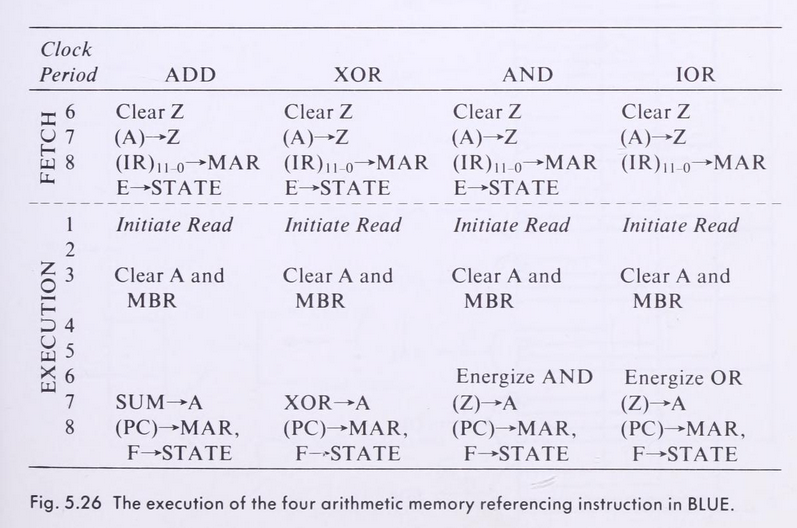 Clock
Period ADD XOR AND IOR
FETCH
6 Clear Z Clear Z Clear Z Clear Z
7 (A)→Z (A)→Z (A)→Z (A)→Z
8 (IR)₁₁₋₀→MAR (IR)₁₁₋₀→MAR (IR)₁₁₋₀→MAR (IR)₁₁₋₀→MAR
E→STATE E→STATE E→STATE
EXECUTION
1 Initiate Read Initiate Read Initiate Read Initiate Read
2
3 Clear A and Clear A and Clear A and Clear A and
MBR MBR MBR MBR
4
5
6 Energize AND Energize OR
7 SUM→A XOR→A (Z)→A (Z)→A
8 (PC)→MAR, (PC)→MAR, (PC)→MAR, (PC)→MAR,
F→STATE F→STATE F→STATE F→STATE
Fig. 5.26 The execution of the four arithmetic memory referencing instruction in BLUE.